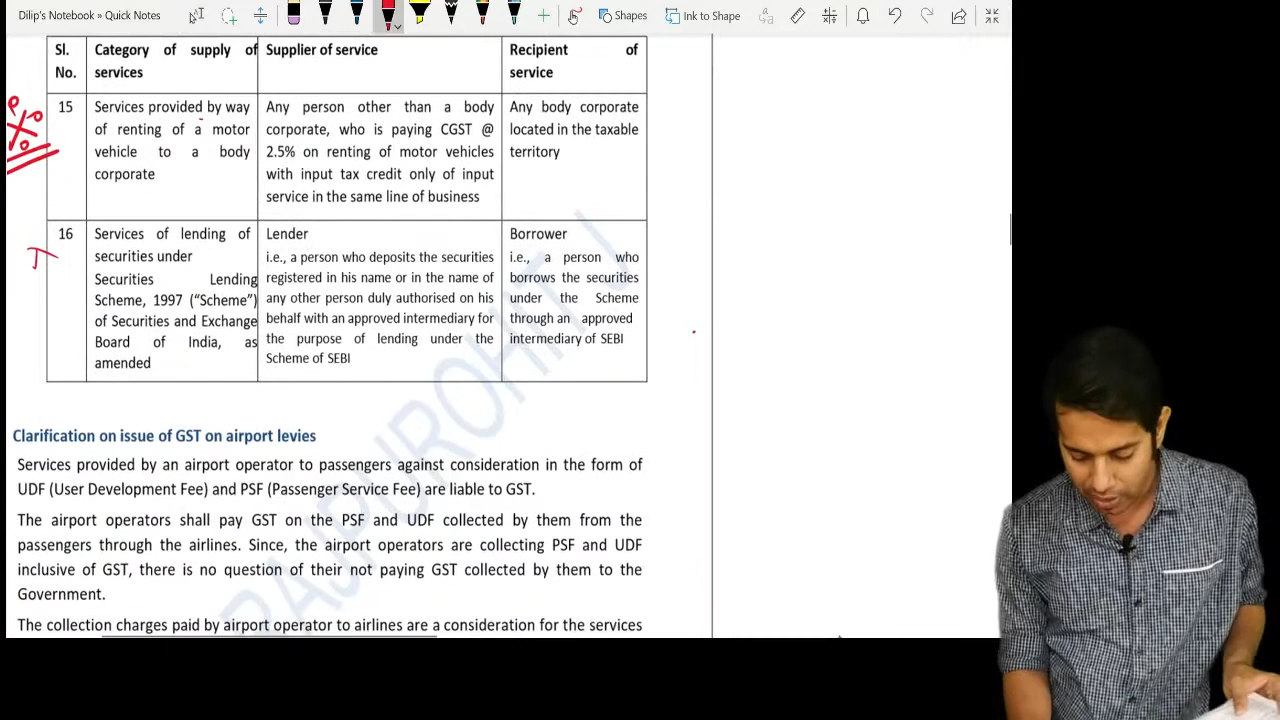 Dilip's Notebook » Quick Notes
Shapes
Ink to Shape
Sl. No.
Category of supply of services
Supplier of service
Recipient of service
15
Services provided by way
of renting of a motor
vehicle to a body
corporate
Any person other than a body
corporate, who is paying CGST @
2.5% on renting of motor vehicles
with input tax credit only of input
service in the same line of business
Any body corporate
located in the taxable
territory
16
Services of lending of
securities under
Securities Lending
Scheme, 1997 (“Scheme”)
of Securities and Exchange
Board of India, as
amended
Lender
i.e., a person who deposits the securities
registered in his name or in the name of
any other person duly authorised on his
behalf with an approved intermediary for
the purpose of lending under the
Scheme of SEBI
Borrower
i.e., a person who
borrows the securities
under the Scheme
through an approved
intermediary of SEBI
Clarification on issue of GST on airport levies
Services provided by an airport operator to passengers against consideration in the form of
UDF (User Development Fee) and PSF (Passenger Service Fee) are liable to GST.
The airport operators shall pay GST on the PSF and UDF collected by them from the
passengers through the airlines. Since, the airport operators are collecting PSF and UDF
inclusive of GST, there is no question of their not paying GST collected by them to the
Government.
The collection charges paid by airport operator to airlines are a consideration for the services
RAJPUROHIT J